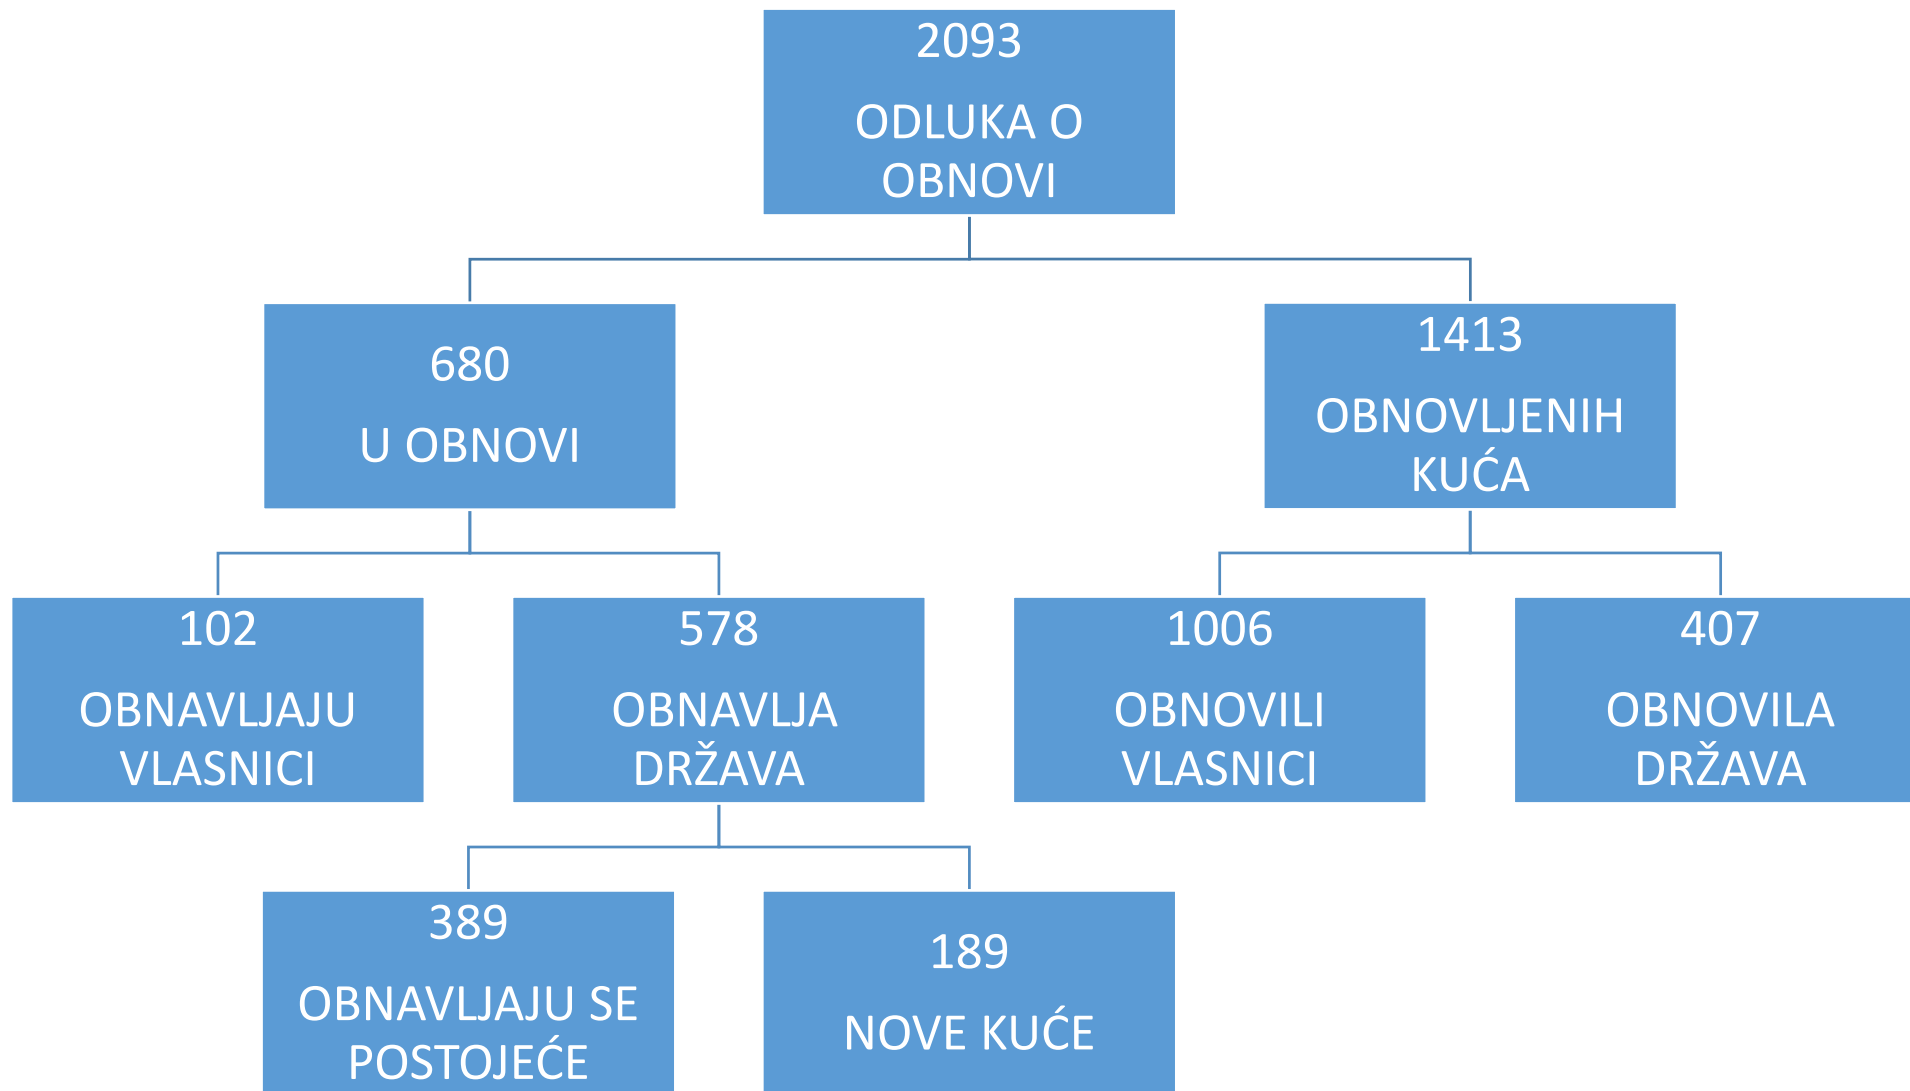 2093
ODLUKA O
OBNOVI
680
U OBNOVI
1413
OBNOVLJENIH
KUĆA
102
OBNAVLJAJU
VLASNICI
578
OBNAVLJA
DRŽAVA
1006
OBNOVILI
VLASNICI
407
OBNOVILA
DRŽAVA
389
OBNAVLJAJU SE
POSTOJEĆE
189
NOVE KUĆE